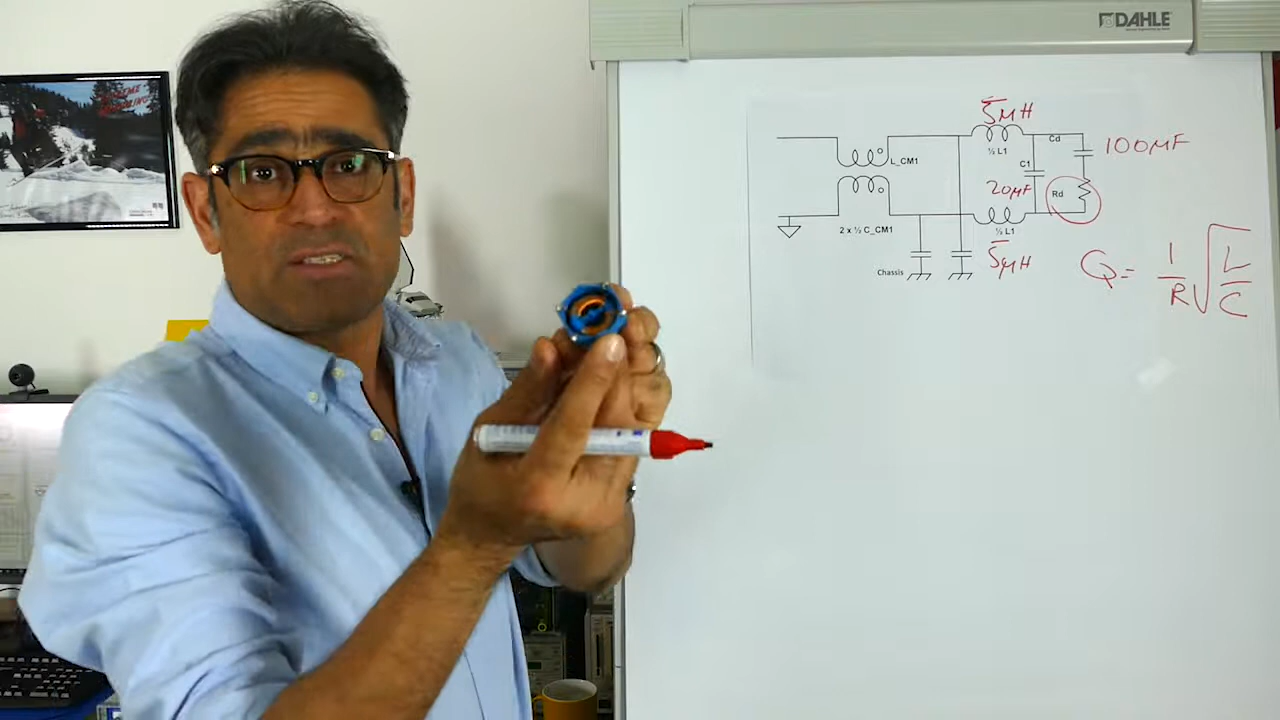 DAHLE
5μH
½ L1
Cd
100μF
L_CM1
C1
20μF
Rd
2 x ½ C_CM1
½ L1
5μH
Chassis
Q = 1/R √L/C